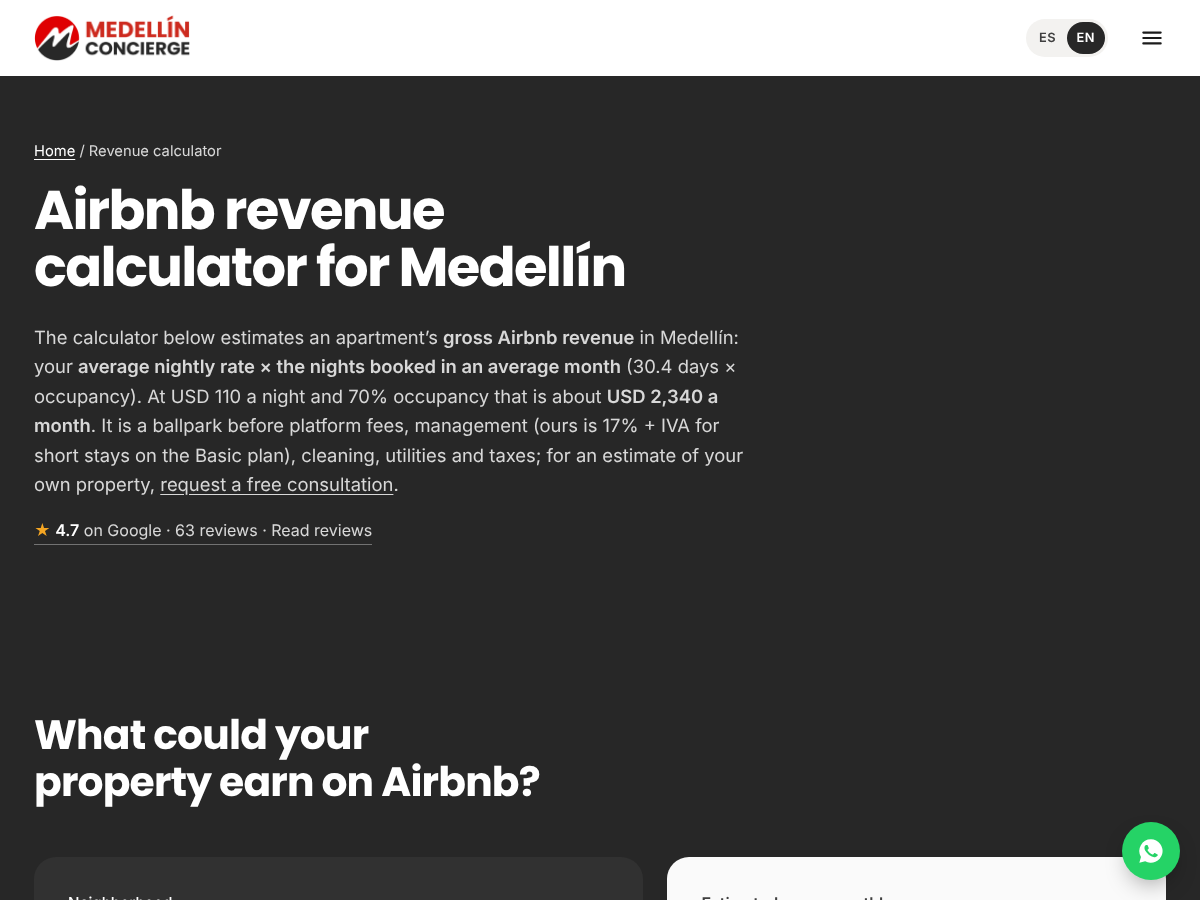 MEDELLÍN
CONCIERGE
ES EN
Home / Revenue calculator
Airbnb revenue
calculator for Medellín
The calculator below estimates an apartment’s gross Airbnb revenue in Medellín:
your average nightly rate × the nights booked in an average month (30.4 days ×
occupancy). At USD 110 a night and 70% occupancy that is about USD 2,340 a
month. It is a ballpark before platform fees, management (ours is 17% + IVA for
short stays on the Basic plan), cleaning, utilities and taxes; for an estimate of your
own property, request a free consultation.
★ 4.7 on Google · 63 reviews · Read reviews
What could your
property earn on Airbnb?
Neighborhood